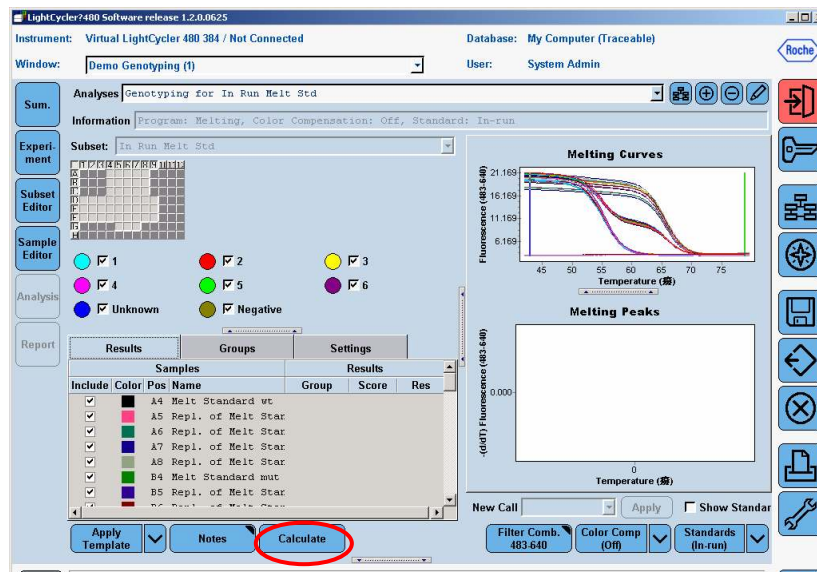 LightCycler?480 Software release 1.2.0.0625
Instrument: Virtual LightCycler 480 384 / Not Connected Database: My Computer (Traceable)
Window: Demo Genotyping (1) User: System Admin
Roche
Sum.
Experi-
ment
Subset
Editor
Sample
Editor
Analysis
Report
Analyses Genotyping for In Run Melt Std
Information Program: Melting, Color Compensation: Off, Standard: In-run
Subset: In Run Melt Std
1 2 3
4 5 6
Unknown Negative
Results Groups Settings
Samples Results
Include Color Pos Name Group Score Res
A4 Melt Standard wt
A5 Repl. of Melt Star
A6 Repl. of Melt Star
A7 Repl. of Melt Star
A8 Repl. of Melt Star
B4 Melt Standard mut
B5 Repl. of Melt Star
Melting Curves
Fluorescence (483-640)
21.169
16.169
11.169
6.169
45 50 55 60 65 70 75
Temperature (癈)
Melting Peaks
-(d/dT) Fluorescence (483-640)
0.000
0
Temperature (癈)
New Call Apply Show Standar
Apply
Template
Notes
Calculate
Filter Comb.
483-640
Color Comp
(Off)
Standards
(In-run)